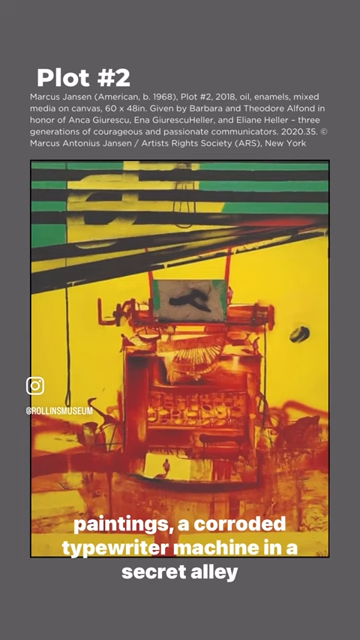 Plot #2
Marcus Jansen (American, b. 1968), Plot #2, 2018, oil, enamels, mixed
media on canvas, 60 x 48in. Given by Barbara and Theodore Alfond in
honor of Anca Giurescu, Ena GiurescuHeller, and Eliane Heller – three
generations of courageous and passionate communicators. 2020.35. ©
Marcus Antonius Jansen / Artists Rights Society (ARS), New York
@ROLLINSMUSEUM
paintings, a corroded
typewriter machine in a
secret alley